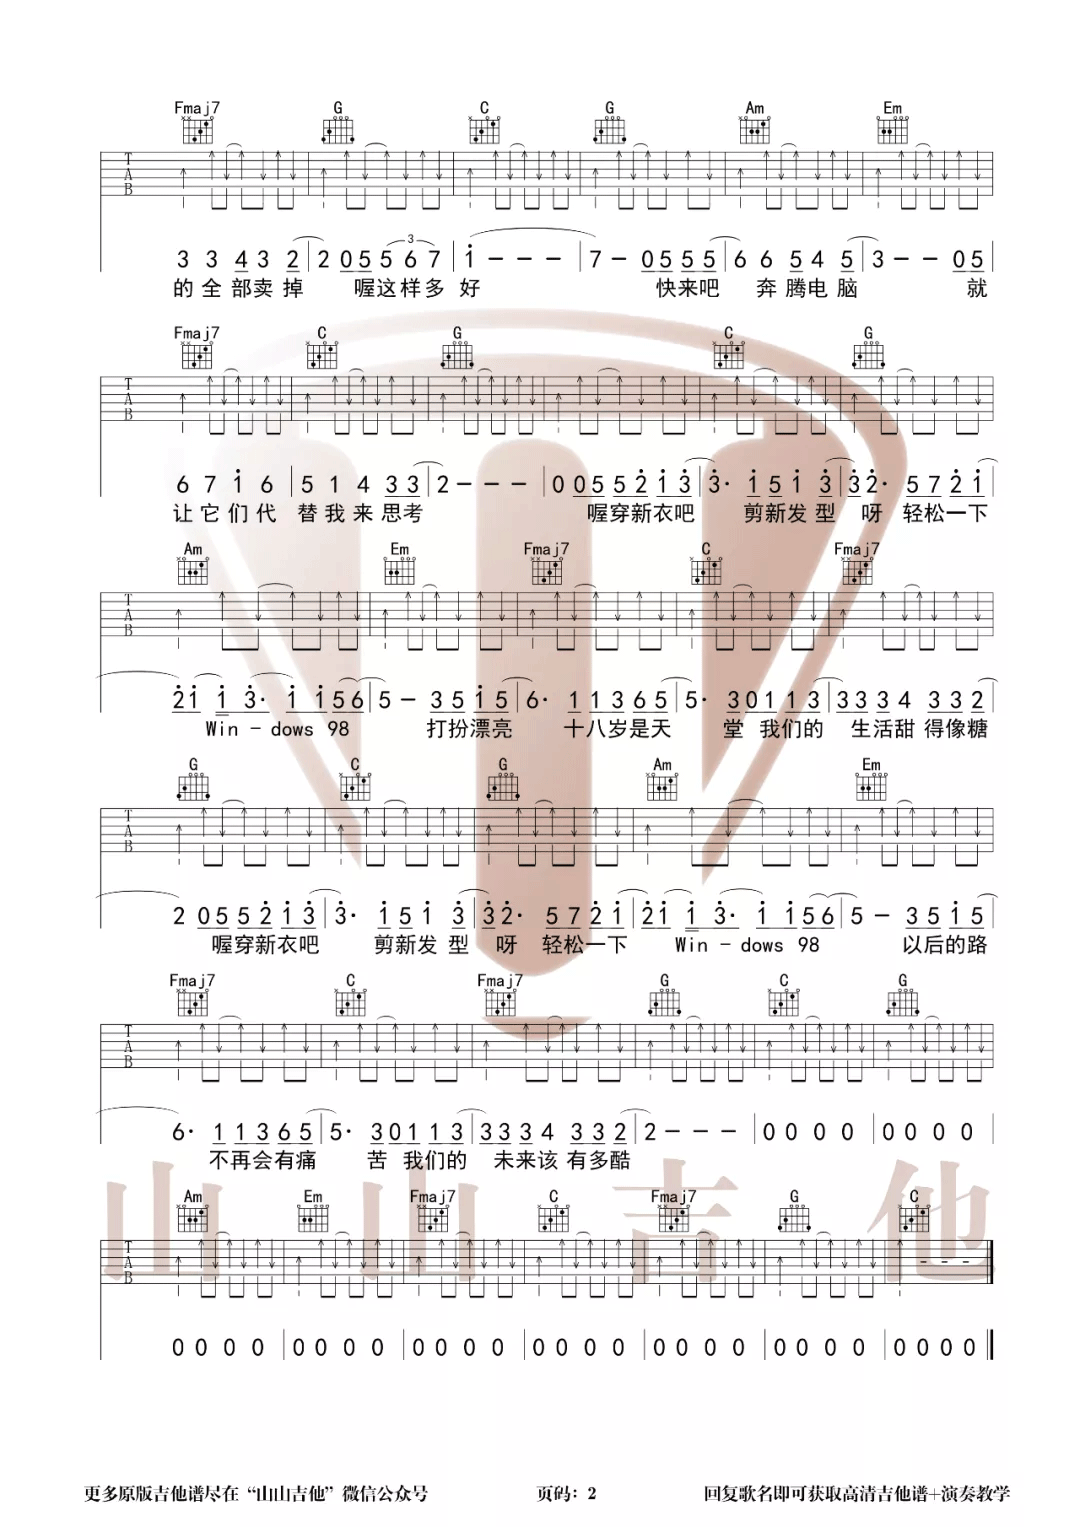 Fmaj7 G C G Am Em
T A B
3 3 4 3 2 | 2 0 5 5 6 7 | i - - - | 7 - 0 5 5 5 | 6 6 5 4 5 | 3 - - 0 5
的全部卖掉 喔这样多好 快来吧 奔腾电脑 就
Fmaj7 C G C G
T A B
6 7 i 6 | 5 1 4 3 3 | 2 - - - | 0 0 5 5 2 i 3 | 3· i 5 i 3 | 3 2· 5 7 2 i
让它们代 替我来思考 喔穿新衣吧 剪新发型 呀 轻松一下
Am Em Fmaj7 C Fmaj7
T A B
2 i i 3· i i 5 6 | 5 - 3 5 i 5 | 6· 1 1 3 6 5 | 5· 3 0 1 1 3 | 3 3 3 4 3 3 2
Win - dows 98 打扮漂亮 十八岁是天 堂 我们的 生活甜 得像糖
G C G Am Em
T A B
2 0 5 5 2 i 3 | 3· i 5 i 3 | 3 2· 5 7 2 i | 2 i i 3· i i 5 6 | 5 - 3 5 i 5
喔穿新衣吧 剪新发型 呀 轻松一下 Win - dows 98 以后的路
Fmaj7 C Fmaj7 G C G
T A B
6· 1 1 3 6 5 | 5· 3 0 1 1 3 | 3 3 3 4 3 3 2 | 2 - - - | 0 0 0 0 | 0 0 0 0
不再会有痛 苦 我们的 未来该 有多酷
山山吉他
Am Em Fmaj7 C Fmaj7 G C
T A B
0 0 0 0 | 0 0 0 0 | 0 0 0 0 | 0 0 0 0 | 0 0 0 0 | 0 0 0 0 | 0 0 0 0
更多原版吉他谱尽在“山山吉他”微信公众号 页码：2 回复歌名即可获取高清吉他谱+演奏教学